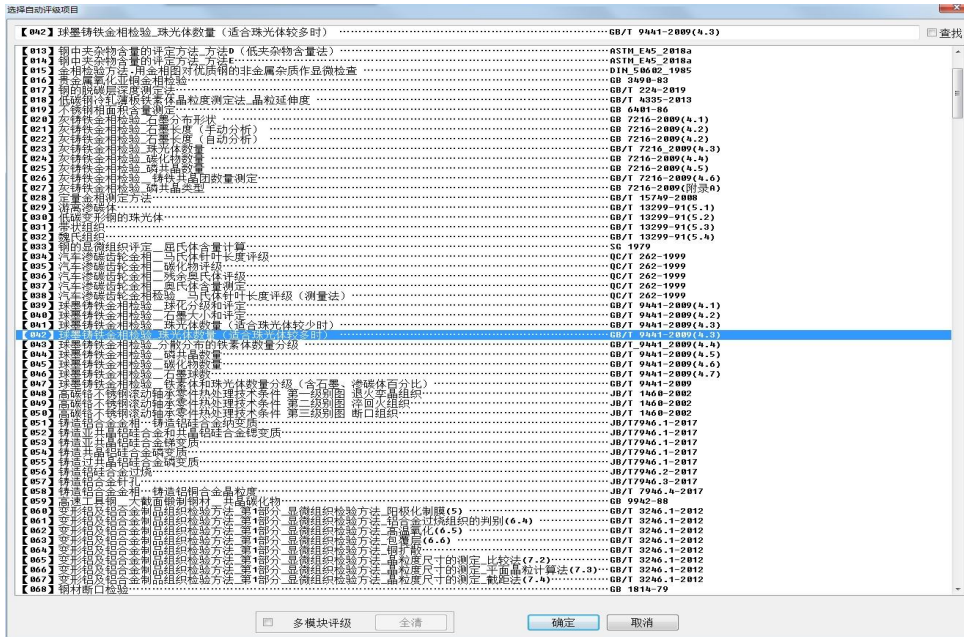 选择自动评级项目
【042】球墨铸铁金相检验_珠光体数量（适合珠光体较多时） ················GB/T 9441-2009(4.3)
查找
【013】钢中夹杂物含量的评定方法_方法D（低夹杂物含量法）················ASTM_E45_2018a
【014】钢中夹杂物含量的评定方法_方法E················ASTM_E45_2018a
【015】金相检验方法-用金相图对优质钢的非金属杂质作显微检查 ················DIN_50602_1985
【016】贵金属氧化亚铜金相检验················GB 3490-83
【017】钢的脱碳层深度测定法················GB/T 224-2019
【018】低碳钢冷轧薄板铁素体晶粒度测定法_晶粒延伸度 ················GB/T 4335-2013
【019】不锈钢相面积含量测定················GB 6401-86
【020】灰铸铁金相检验_石墨分布形状 ················GB 7216-2009(4.1)
【021】灰铸铁金相检验_石墨长度（手动分析） ················GB 7216-2009(4.2)
【022】灰铸铁金相检验_石墨长度（自动分析） ················GB 7216-2009(4.2)
【023】灰铸铁金相检验_珠光体数量 ················GB/T 7216_2009(4.3)
【024】灰铸铁金相检验_碳化物数量 ················GB 7216-2009(4.4)
【025】灰铸铁金相检验_磷共晶数量 ················GB 7216-2009(4.5)
【026】灰铸铁金相检验__铸铁共晶团数量测定················GB/T 7216-2009(4.6)
【027】灰铸铁金相检验_磷共晶类型 ················GB 7216-2009(附录A)
【028】定量金相测定方法················GB/T 15749-2008
【029】游离渗碳体················GB/T 13299-91(5.1)
【030】低碳变形钢的珠光体················GB/T 13299-91(5.2)
【031】带状组织················GB/T 13299-91(5.3)
【032】魏氏组织················GB/T 13299-91(5.4)
【033】钢的显微组织评定__屈氏体含量计算················SG 1979
【034】汽车渗碳齿轮金相__马氏体针叶长度评级················QC/T 262-1999
【035】汽车渗碳齿轮金相__碳化物评级················QC/T 262-1999
【036】汽车渗碳齿轮金相__残余奥氏体评级················QC/T 262-1999
【037】汽车渗碳齿轮金相__奥氏体含量测定················QC/T 262-1999
【038】汽车渗碳齿轮金相检验__马氏体针叶长度评级（测量法）················QC/T 262-1999
【039】球墨铸铁金相检验__球化分级和评定················GB/T 9441-2009(4.1)
【040】球墨铸铁金相检验__石墨大小和评定················GB/T 9441-2009(4.2)
【041】球墨铸铁金相检验__珠光体数量（适合珠光体较少时）················GB/T 9441-2009(4.3)
【042】球墨铸铁金相检验_珠光体数量（适合珠光体较多时） ················GB/T 9441-2009(4.3)
【043】球墨铸铁金相检验_分散分布的铁素体数量分级 ················GB/T_9441_2009(4.4)
【044】球墨铸铁金相检验__磷共晶数量················GB/T 9441-2009(4.5)
【045】球墨铸铁金相检验__碳化物数量················GB/T 9441-2009(4.6)
【046】球墨铸铁金相检验__石墨球数················GB/T 9441-2009(4.7)
【047】球墨铸铁金相检验__铁素体和珠光体数量分级（含石墨、渗碳体百分比）················GB/T 9441-2009
【048】高碳铬不锈钢滚动轴承零件热处理技术条件 第一级别图 退火孪晶组织················JB/T 1460-2002
【049】高碳铬不锈钢滚动轴承零件热处理技术条件 第二级别图 淬回火组织················JB/T 1460-2002
【050】高碳铬不锈钢滚动轴承零件热处理技术条件 第三级别图 断口组织················JB/T 1460-2002
【051】铸造铝合金金相--铸造铝硅合金钠变质················JB/T7946.1-2017
【052】铸造亚共晶铝硅合金和共晶铝硅合金锶变质················JB/T7946.1-2017
【053】铸造亚共晶铝硅合金锑变质················JB/T7946.1-2017
【054】铸造共晶铝硅合金磷变质················JB/T7946.1-2017
【055】铸造过共晶铝硅合金磷变质················JB/T7946.1-2017
【056】铸造铝硅合金过烧················JB/T7946.2-2017
【057】铸造铝合金针孔················JB/T7946.3-2017
【058】铸造铝合金金相--铸造铝铜合金晶粒度················JB/T 7946.4-2017
【059】高速工具钢__大截面锻制钢材__共晶碳化物················GB 9942-88
【060】变形铝及铝合金制品组织检验方法_第1部分_显微组织检验方法_阳极化制膜(5) ················GB/T 3246.1-2012
【061】变形铝及铝合金制品组织检验方法_第1部分_显微组织检验方法_铝合金过烧组织的判别(6.4) ················GB/T 3246.1-2012
【062】变形铝及铝合金制品组织检验方法_第1部分_显微组织检验方法_高温氧化(6.5) ················GB/T 3246.1-2012
【063】变形铝及铝合金制品组织检验方法_第1部分_显微组织检验方法_包覆层(6.6) ················GB/T 3246.1-2012
【064】变形铝及铝合金制品组织检验方法_第1部分_显微组织检验方法_铜扩散················GB/T 3246.1-2012
【065】变形铝及铝合金制品组织检验方法_第1部分_显微组织检验方法_晶粒度尺寸的测定_比较法(7.2) ················GB/T 3246.1-2012
【066】变形铝及铝合金制品组织检验方法_第1部分_显微组织检验方法_晶粒度尺寸的测定_平面晶粒计算法(7.3)···GB/T 3246.1-2012
【067】变形铝及铝合金制品组织检验方法_第1部分_显微组织检验方法_晶粒度尺寸的测定_截距法(7.4)················GB/T 3246.1-2012
【068】钢材断口检验················GB 1814-79
多模块评级
全清
确定
取消